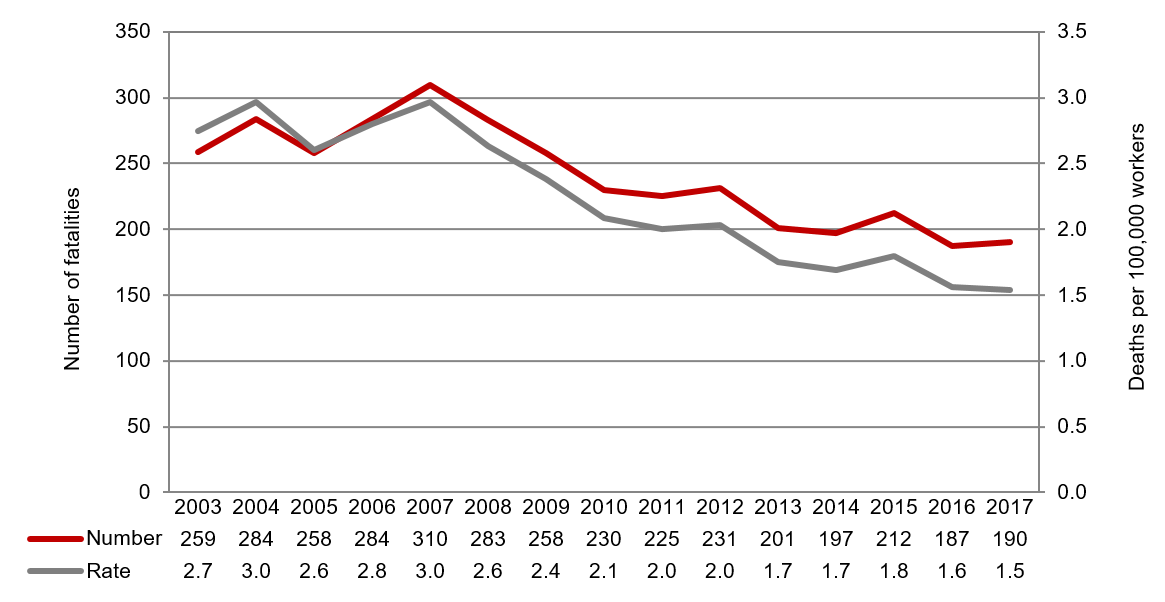 350 3.5
300 3.0
250 2.5
200 2.0
150 1.5
100 1.0
50 0.5
0 0.0
Number of fatalities
Deaths per 100,000 workers
2003 2004 2005 2006 2007 2008 2009 2010 2011 2012 2013 2014 2015 2016 2017
Number 259 284 258 284 310 283 258 230 225 231 201 197 212 187 190
Rate 2.7 3.0 2.6 2.8 3.0 2.6 2.4 2.1 2.0 2.0 1.7 1.7 1.8 1.6 1.5